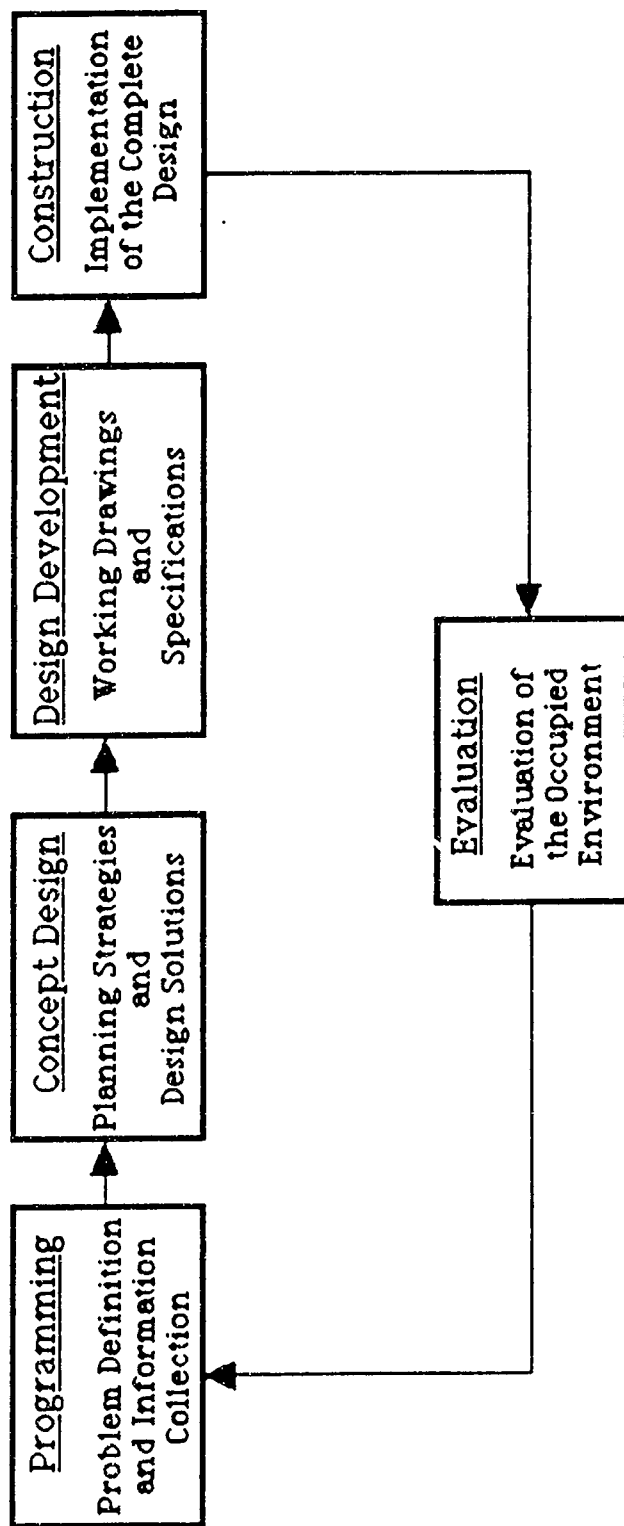 Programming
Problem Definition
and Information
Collection
Concept Design
Planning Strategies
and
Design Solutions
Design Development
Working Drawings
and
Specifications
Construction
Implementation
of the Complete
Design
Evaluation
Evaluation of
the Occupied
Environment